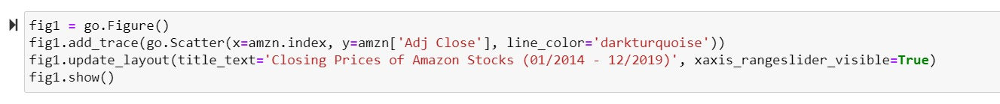 fig1 = go.Figure()
fig1.add_trace(go.Scatter(x=amzn.index, y=amzn['Adj Close'], line_color='darkturquoise'))
fig1.update_layout(title_text='Closing Prices of Amazon Stocks (01/2014 - 12/2019)', xaxis_rangeslider_visible=True)
fig1.show()